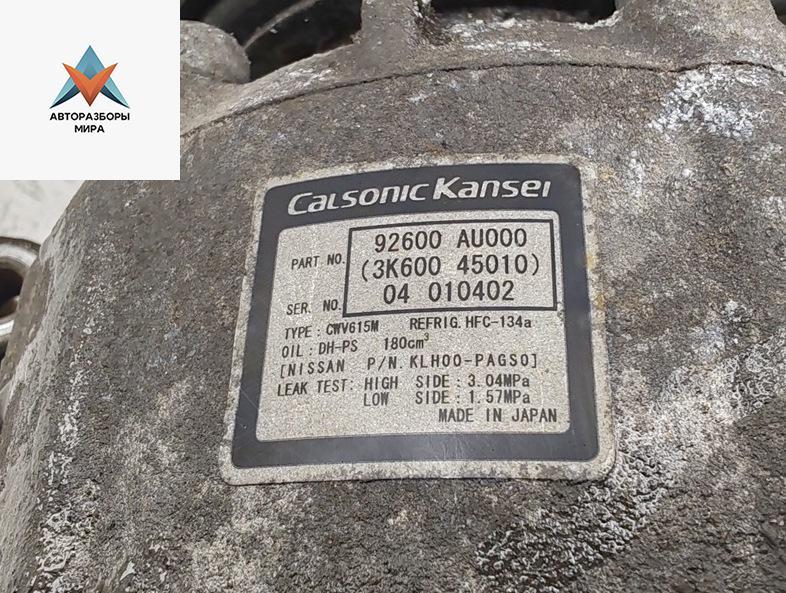 АВТОРАЗБОРЫ
МИРА
CALSONIC KANSEI
PART NO. 92600 AU000
(3K600 45010)
SER. NO. 04 010402
TYPE : CWV615M REFRIG. HFC-134a
OIL : DH-PS 180cm³
[NISSAN P/N. KLH00-PAGS0]
LEAK TEST: HIGH SIDE : 3.04MPa
LOW SIDE : 1.57MPa
MADE IN JAPAN